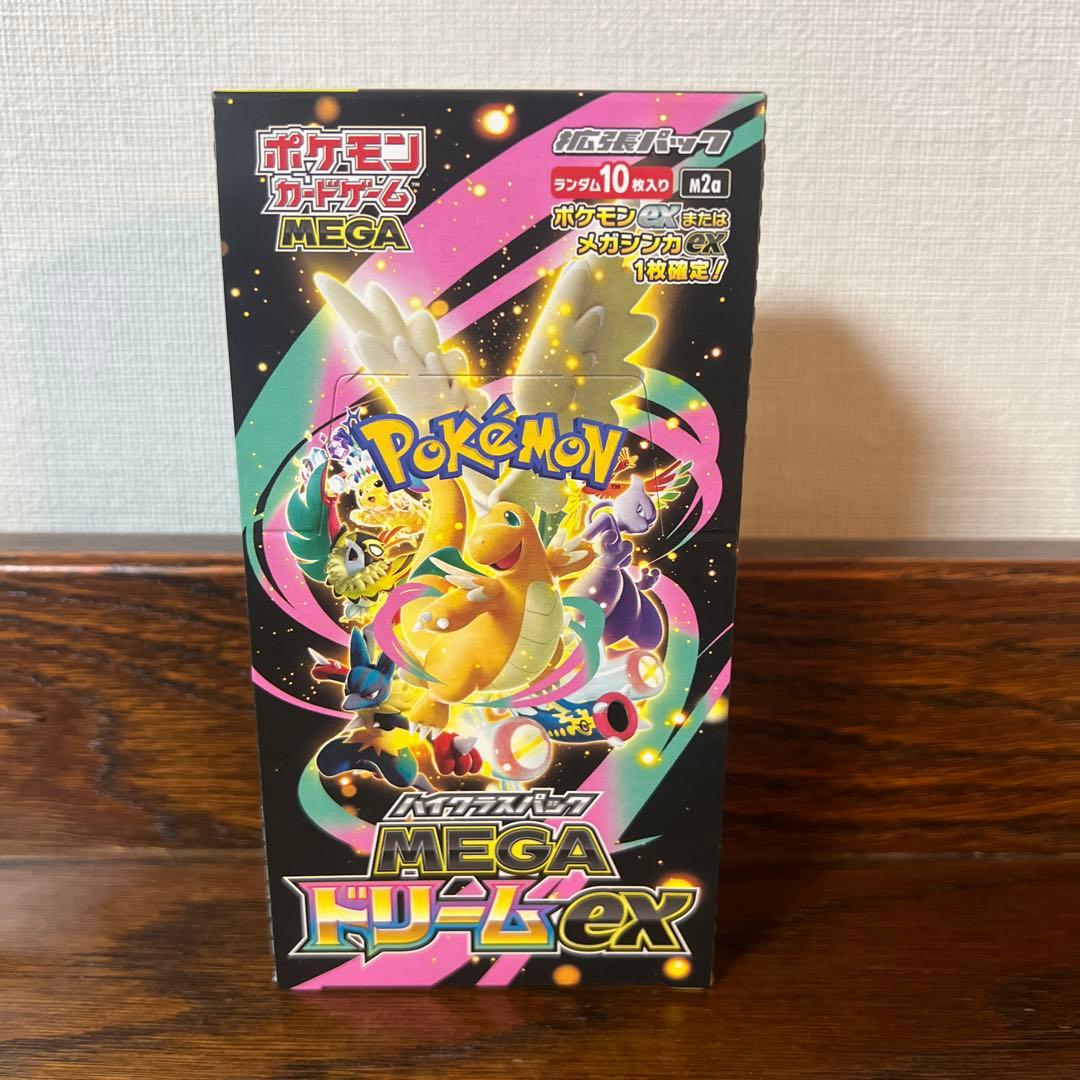 ポケモン
カードゲーム™
MEGA
拡張パック
ランダム10枚入り M2a
ポケモンexまたは
メガシンカex
1枚確定!
POKéMON™
ハイクラスパック
MEGA
ドリームex